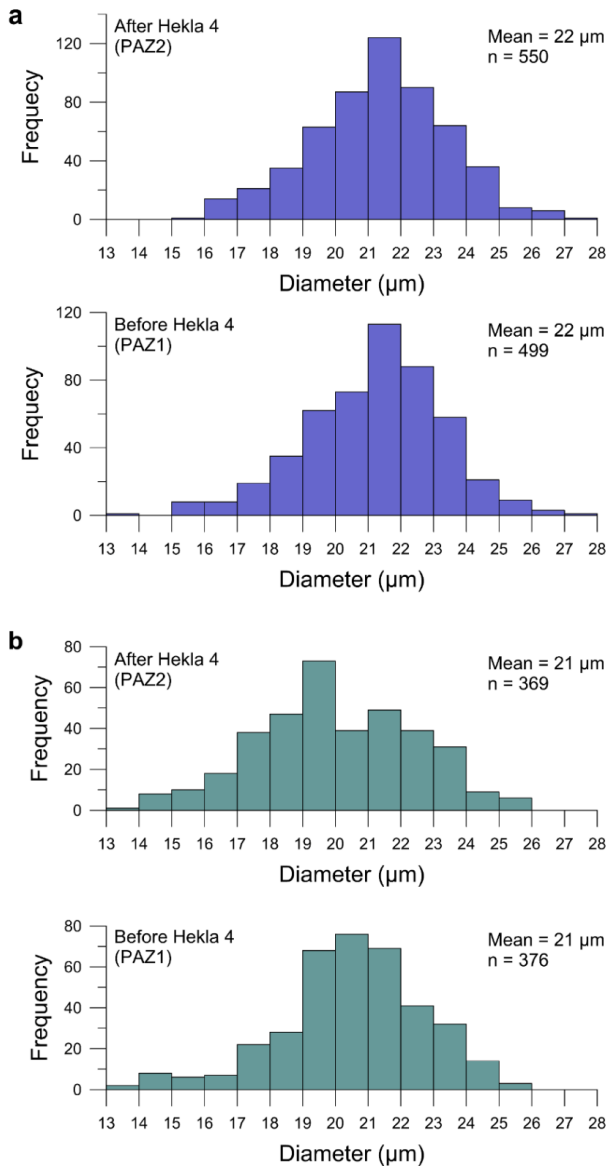 a
After Hekla 4
(PAZ2)
Mean = 22 µm
n = 550
Frequecy
120
80
40
0
13 14 15 16 17 18 19 20 21 22 23 24 25 26 27 28
Diameter (µm)
Before Hekla 4
(PAZ1)
Mean = 22 µm
n = 499
Frequecy
120
80
40
0
13 14 15 16 17 18 19 20 21 22 23 24 25 26 27 28
Diameter (µm)
b
After Hekla 4
(PAZ2)
Mean = 21 µm
n = 369
Frequency
80
60
40
20
0
13 14 15 16 17 18 19 20 21 22 23 24 25 26 27 28
Diameter (µm)
Before Hekla 4
(PAZ1)
Mean = 21 µm
n = 376
Frequency
80
60
40
20
0
13 14 15 16 17 18 19 20 21 22 23 24 25 26 27 28
Diameter (µm)